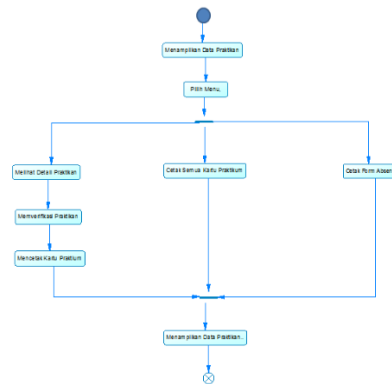 Menampilkan Data Praktikan
Pilih Menu,
Melihat Detail Praktikan
Cetak Semua Kartu Praktikum
Cetak Form Absen
Memverifikasi Praktikan
Mencetak Kartu Praktium
Menampilkan Data Praktikan..